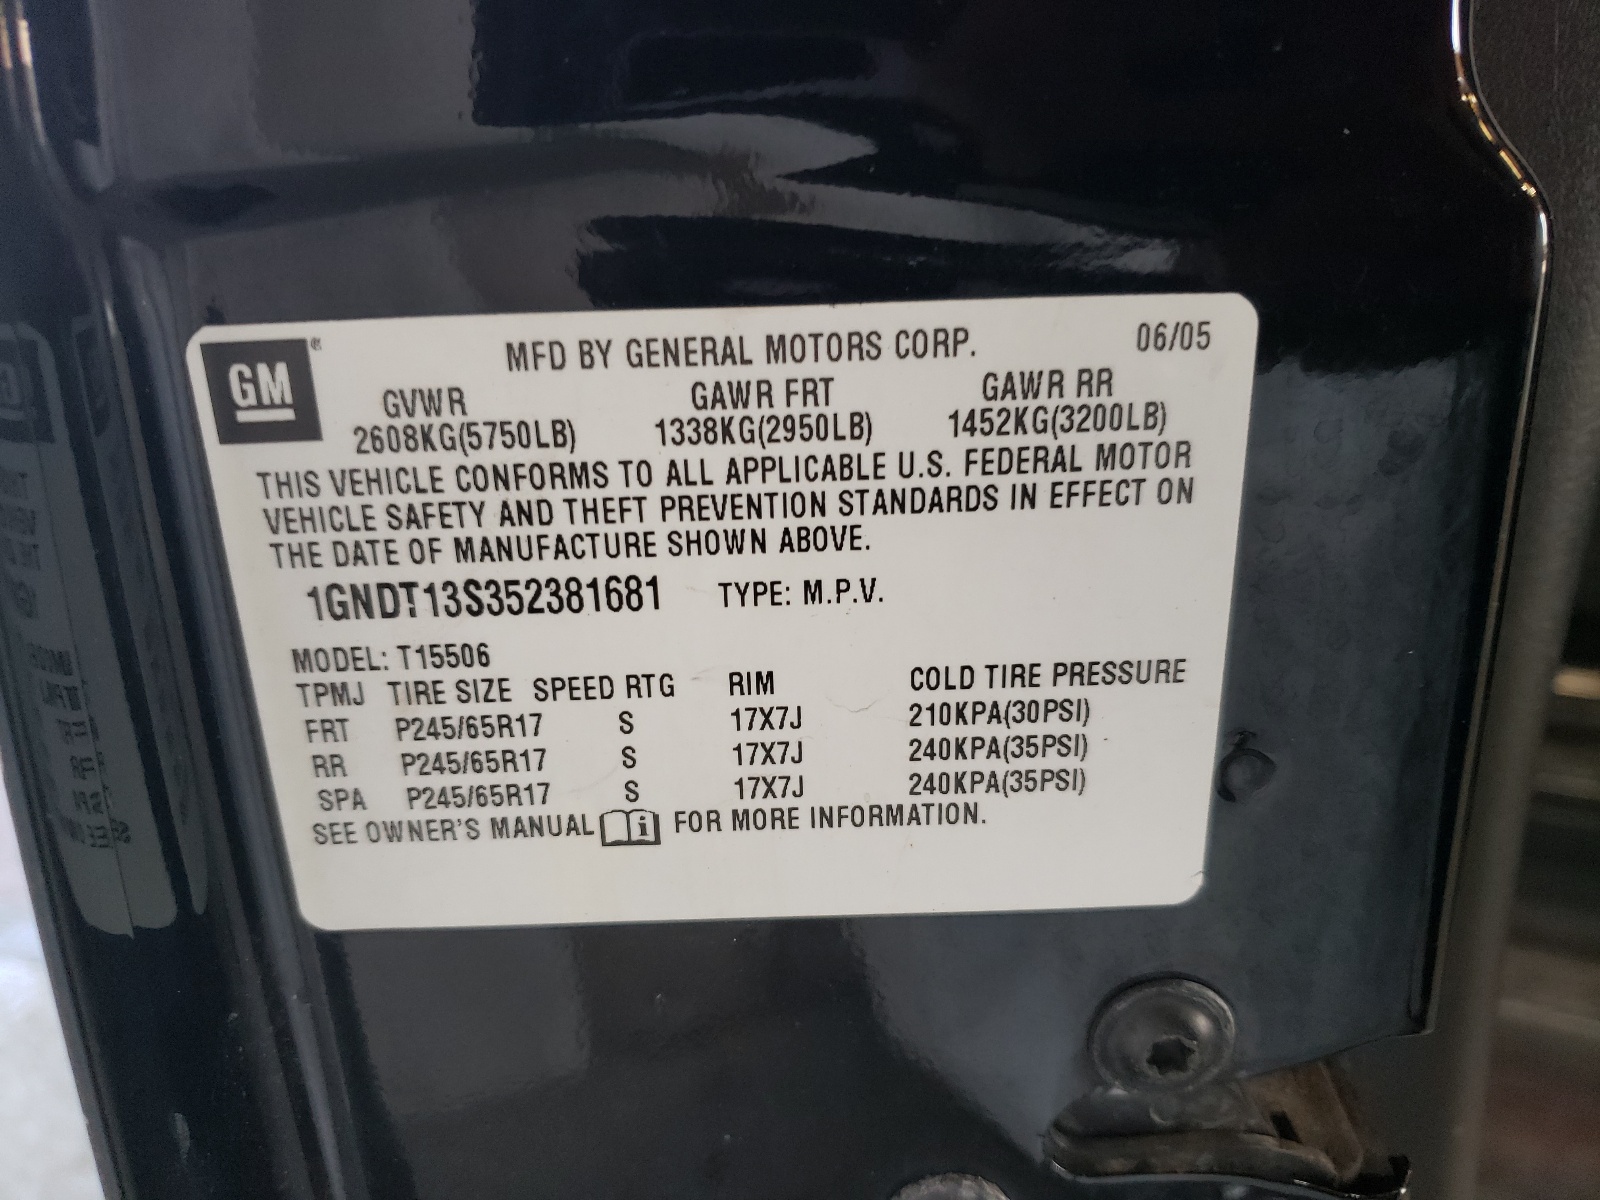 GM ® MFD BY GENERAL MOTORS CORP. 06/05
GVWR GAWR FRT GAWR RR
2608KG(5750LB) 1338KG(2950LB) 1452KG(3200LB)
THIS VEHICLE CONFORMS TO ALL APPLICABLE U.S. FEDERAL MOTOR
VEHICLE SAFETY AND THEFT PREVENTION STANDARDS IN EFFECT ON
THE DATE OF MANUFACTURE SHOWN ABOVE.
1GNDT13S352381681 TYPE: M.P.V.
MODEL: T15506
TPMJ TIRE SIZE SPEED RTG RIM COLD TIRE PRESSURE
FRT P245/65R17 S 17X7J 210KPA(30PSI)
RR P245/65R17 S 17X7J 240KPA(35PSI)
SPA P245/65R17 S 17X7J 240KPA(35PSI)
SEE OWNER'S MANUAL i FOR MORE INFORMATION.